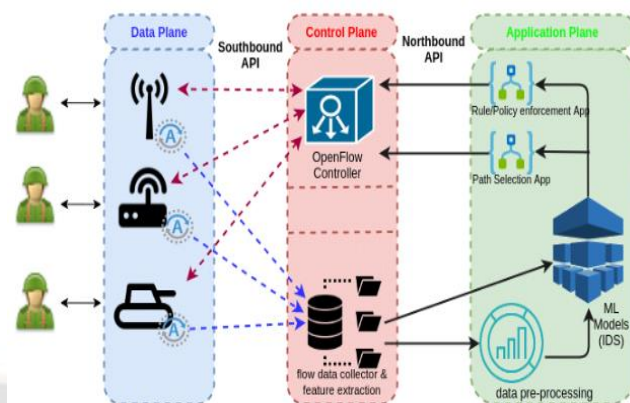 Data Plane
Southbound
API
Control Plane
Northbound
API
Application Plane
Rule/Policy enforcement App
OpenFlow
Controller
Path Selection App
A
A
A
ML
Models
(IDS)
flow data collector &
feature extraction
data pre-processing